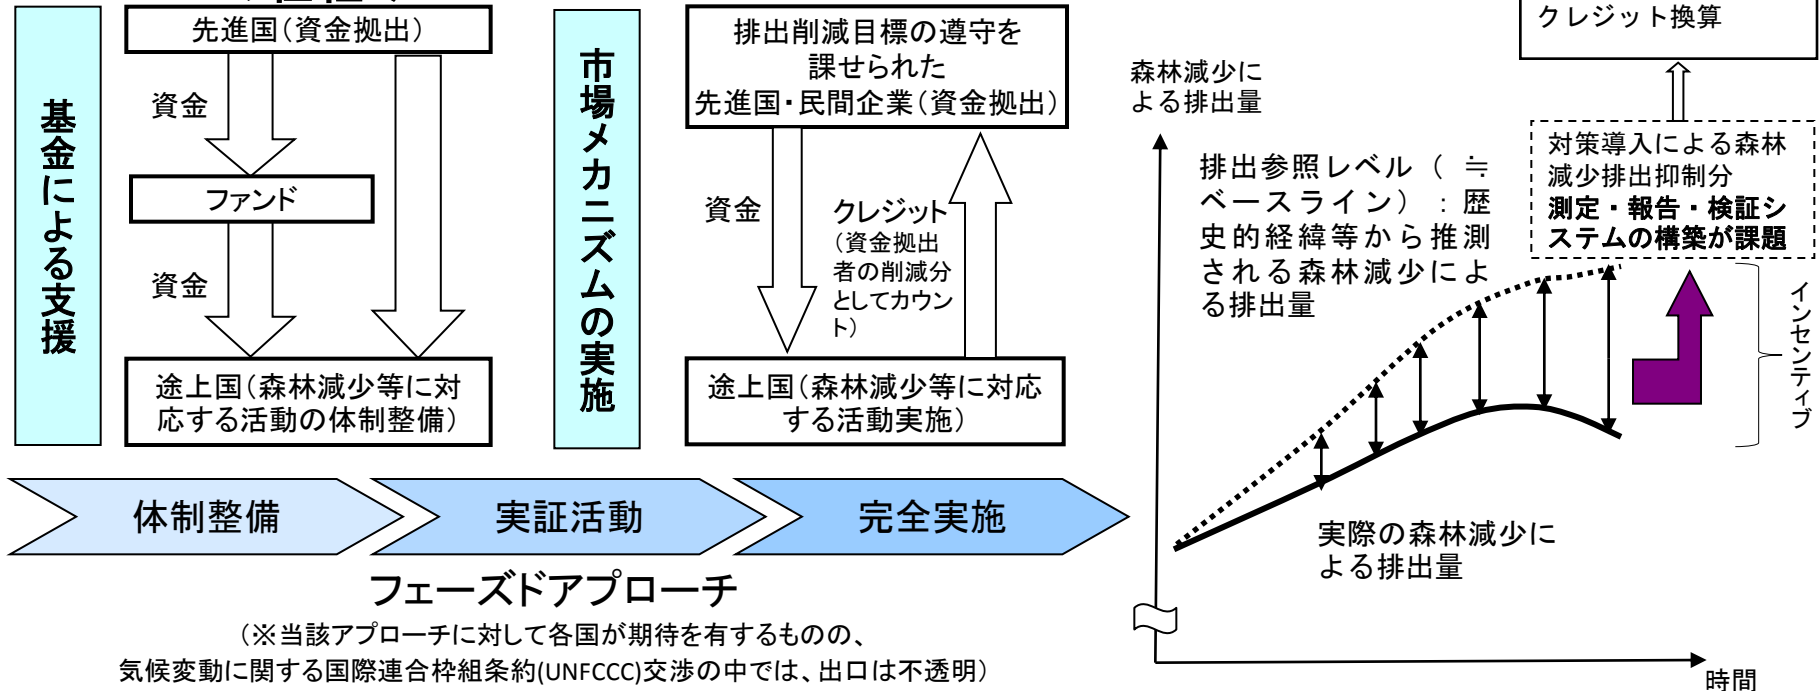 基金による支援
先進国（資金拠出）
資金
ファンド
資金
途上国（森林減少等に対
応する活動の体制整備）
市場メカニズムの実施
排出削減目標の遵守を
課せられた
先進国・民間企業（資金拠出）
資金
クレジット
（資金拠出
者の削減分
としてカウン
ト）
途上国（森林減少等に対応
する活動実施）
体制整備
実証活動
完全実施
フェーズドアプローチ
（※当該アプローチに対して各国が期待を有するものの、
気候変動に関する国際連合枠組条約(UNFCCC)交渉の中では、出口は不透明）
クレジット換算
森林減少に
よる排出量
対策導入による森林
減少排出抑制分
測定・報告・検証シ
ステムの構築が課題
排出参照レベル（ ≒
ベースライン）：歴
史的経緯等から推測
される森林減少によ
る排出量
インセンティブ
実際の森林減少に
よる排出量
時間